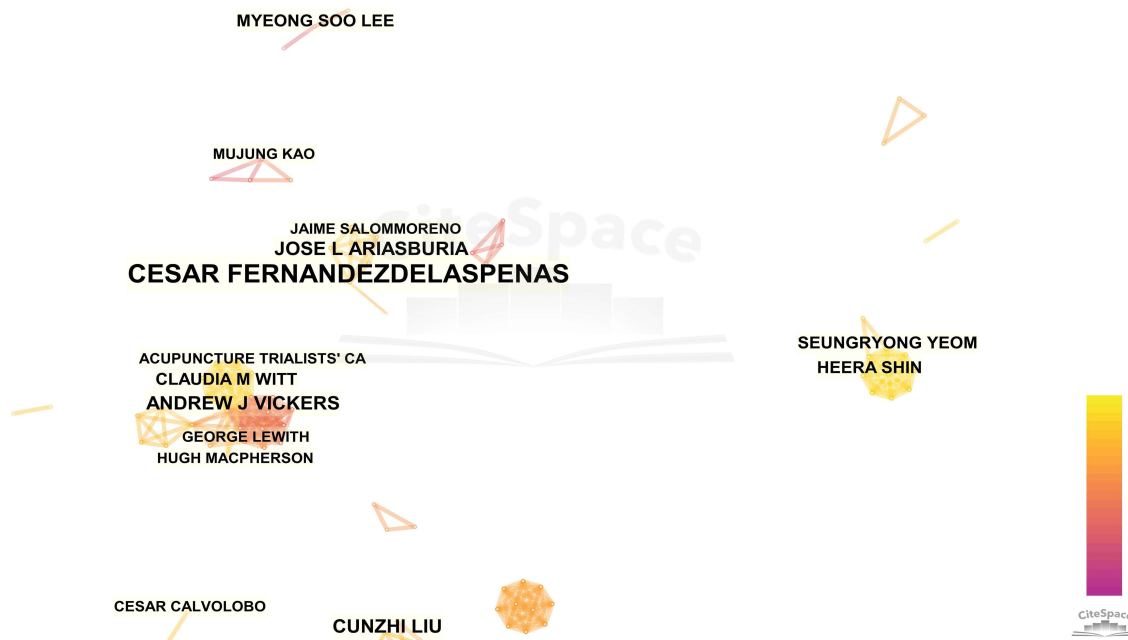 MYEONG SOO LEE
MUJUNG KAO
CiteSpace
JAIME SALOMMORENO
JOSE L ARIASBURIA
CESAR FERNANDEZDELASPENAS
SEUNGRYONG YEOM
HEERA SHIN
ACUPUNCTURE TRIALISTS' CA
CLAUDIA M WITT
ANDREW J VICKERS
GEORGE LEWITH
HUGH MACPHERSON
CESAR CALVOLOBO
CUNZHI LIU
CiteSpace